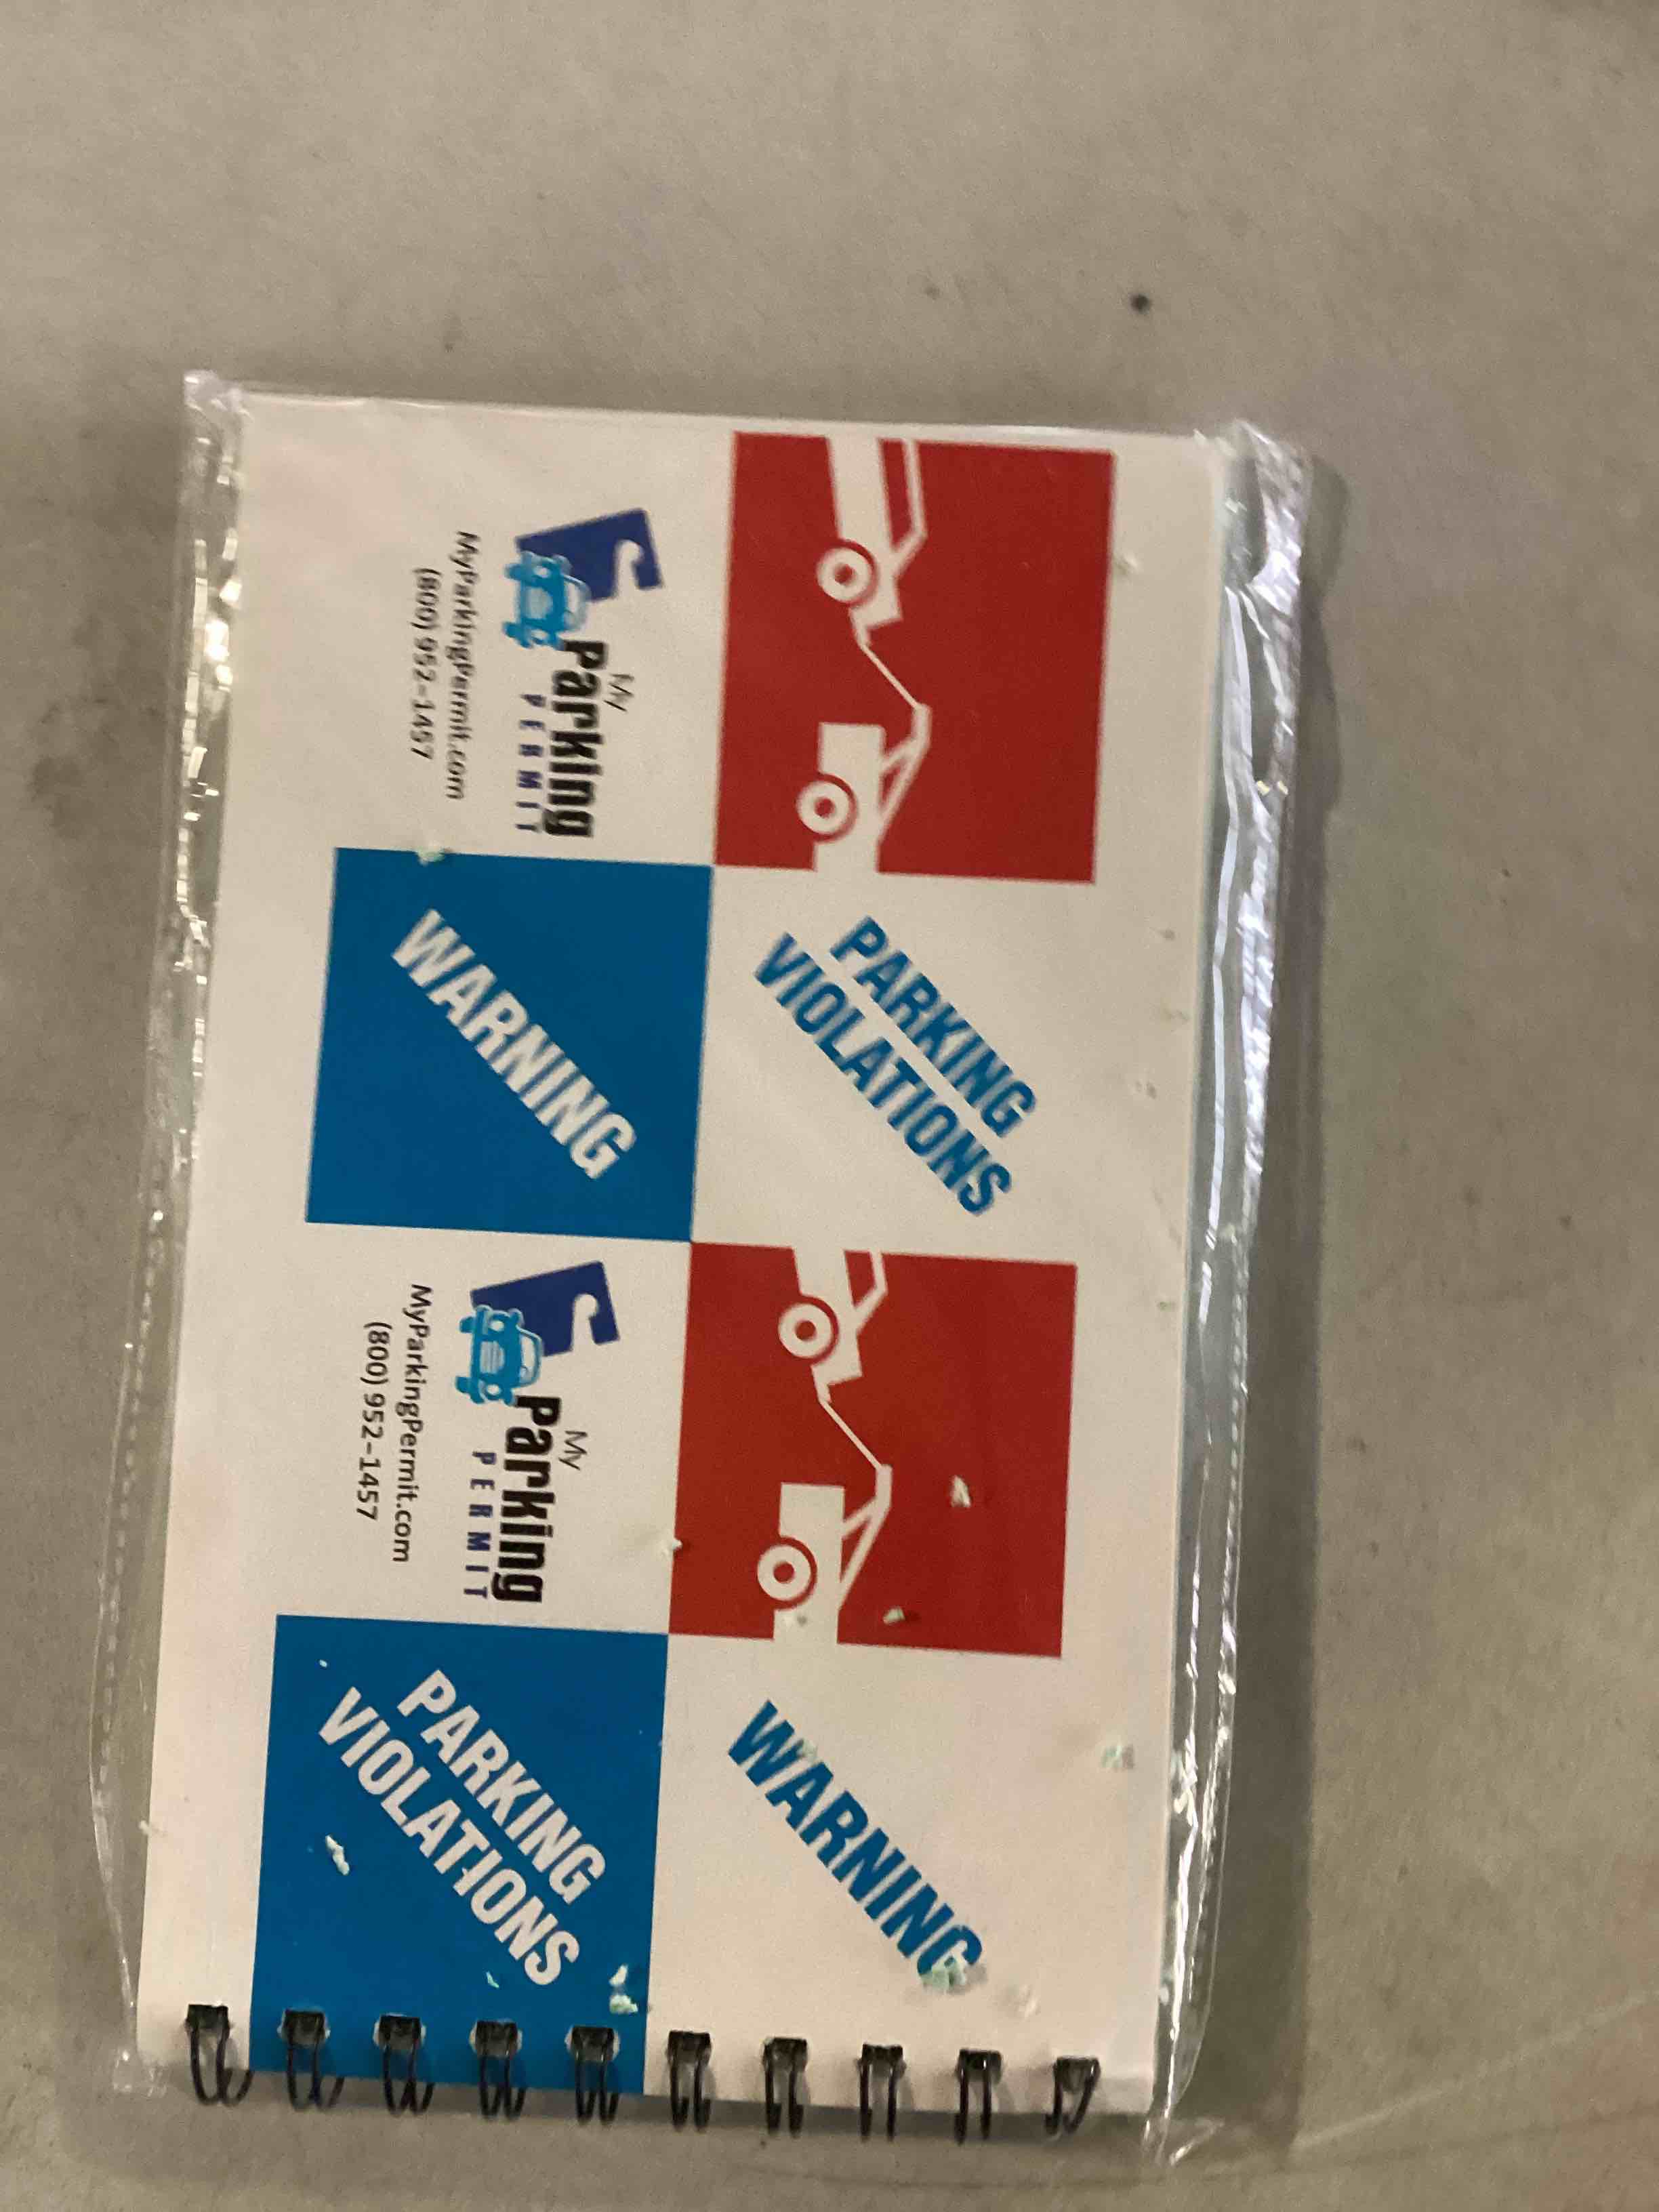 My
Parking
PERMIT
MyParkingPermit.com
(800) 952-1457
PARKING
VIOLATIONS
WARNING
My
Parking
PERMIT
MyParkingPermit.com
(800) 952-1457
WARNING
PARKING
VIOLATIONS